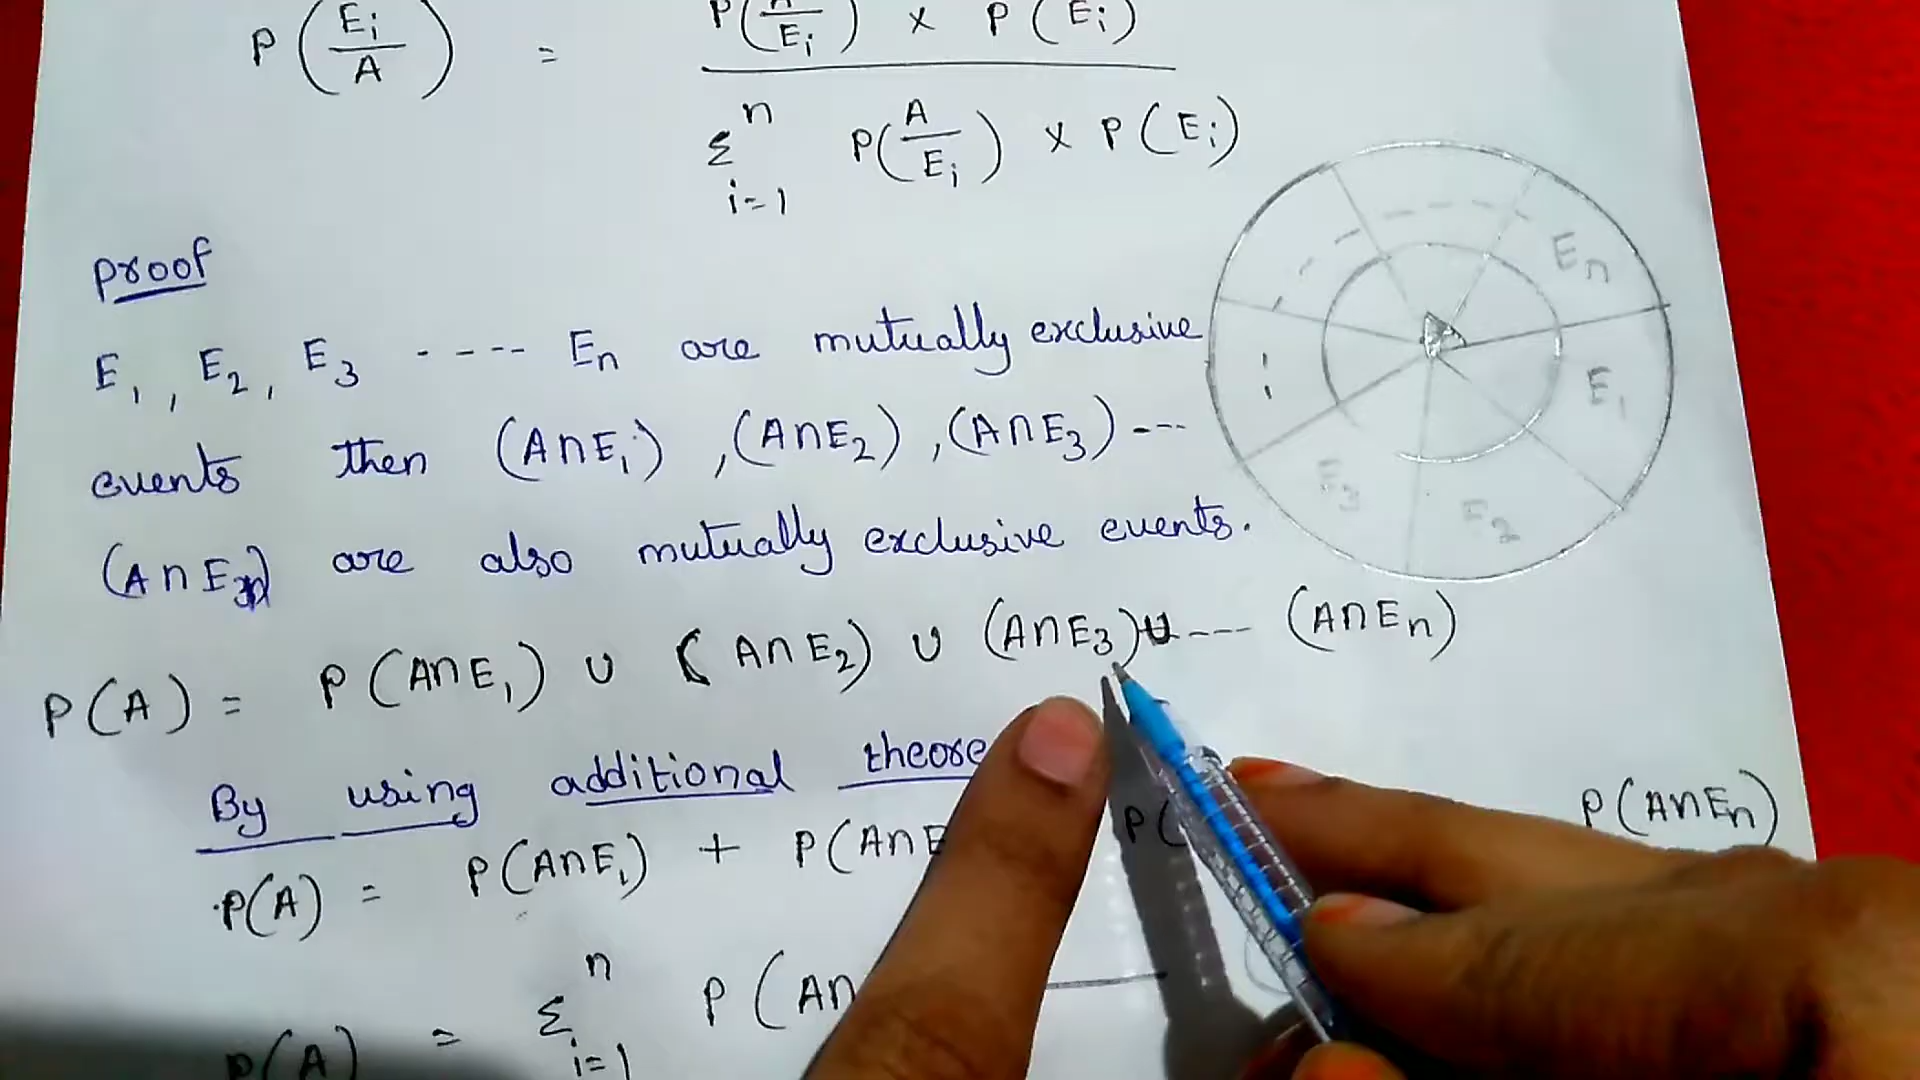 P(Ei/A) = P(A/Ei) × P(Ei)
Σ n i=1 P(A/Ei) × P(Ei)
proof
E1, E2, E3 ---- En are mutually exclusive
events then (A∩E1), (A∩E2), (A∩E3) ---
(A∩En) are also mutually exclusive events.
P(A) = P(A∩E1) ∪ (A∩E2) ∪ (A∩E3) ∪ --- (A∩En)
By using additional
P(A) = P(A∩E1) + P(A∩E P( P(A∩En)
P(A) = Σ n i=1 P(A∩
En
E1
E2
E3